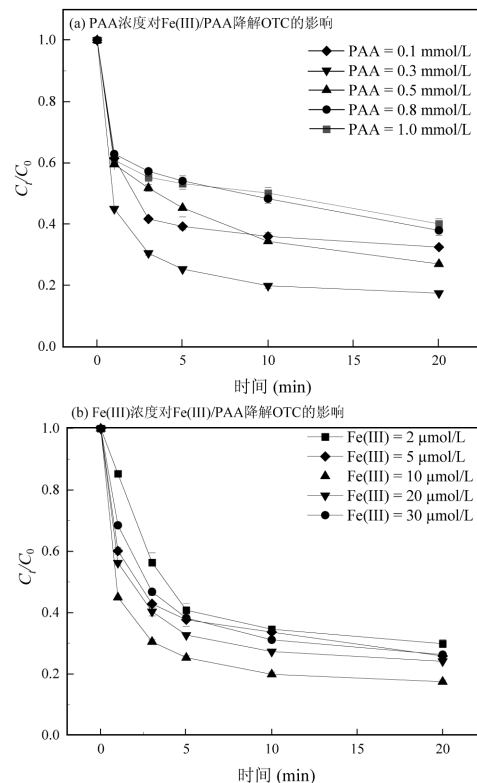 (a) PAA浓度对Fe(III)/PAA降解OTC的影响
1.0
0.8
0.6
0.4
0.2
0.0
Ct/C0
PAA = 0.1 mmol/L
PAA = 0.3 mmol/L
PAA = 0.5 mmol/L
PAA = 0.8 mmol/L
PAA = 1.0 mmol/L
0 5 10 15 20
时间 (min)
(b) Fe(III)浓度对Fe(III)/PAA降解OTC的影响
1.0
0.8
0.6
0.4
0.2
0.0
Ct/C0
Fe(III) = 2 μmol/L
Fe(III) = 5 μmol/L
Fe(III) = 10 μmol/L
Fe(III) = 20 μmol/L
Fe(III) = 30 μmol/L
0 5 10 15 20
时间 (min)